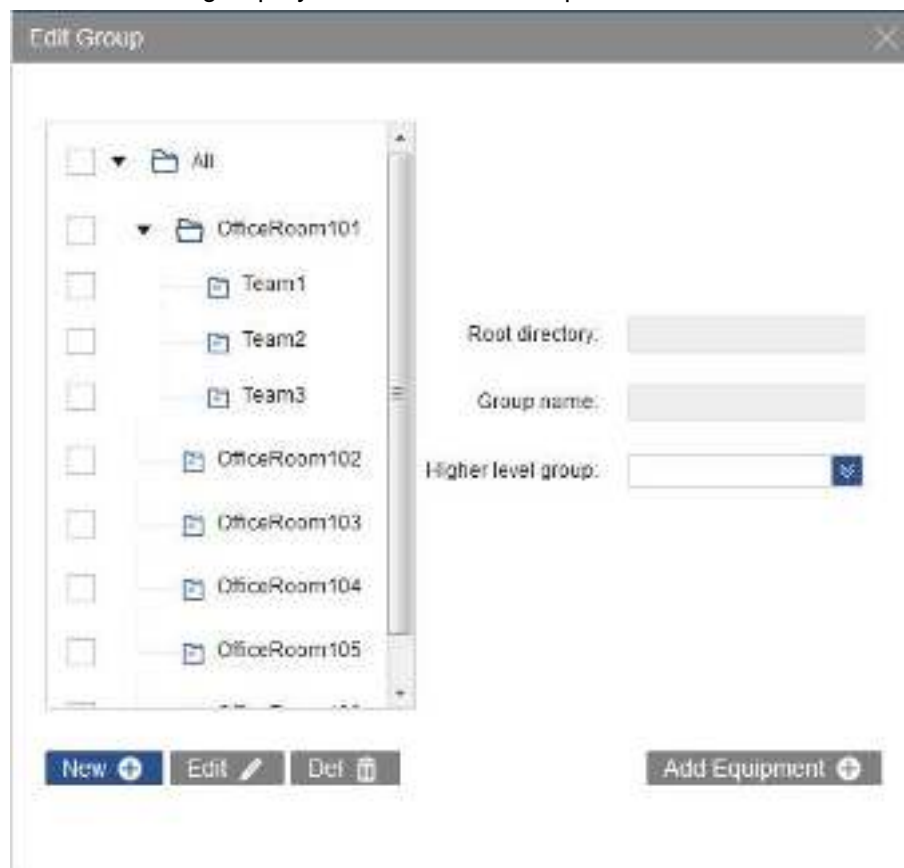 Edit Group
All
OfficeRoom101
Team1
Team2
Team3
OfficeRoom102
OfficeRoom103
OfficeRoom104
OfficeRoom105
Root directory:
Group name:
Higher level group:
New
Edit
Del
Add Equipment